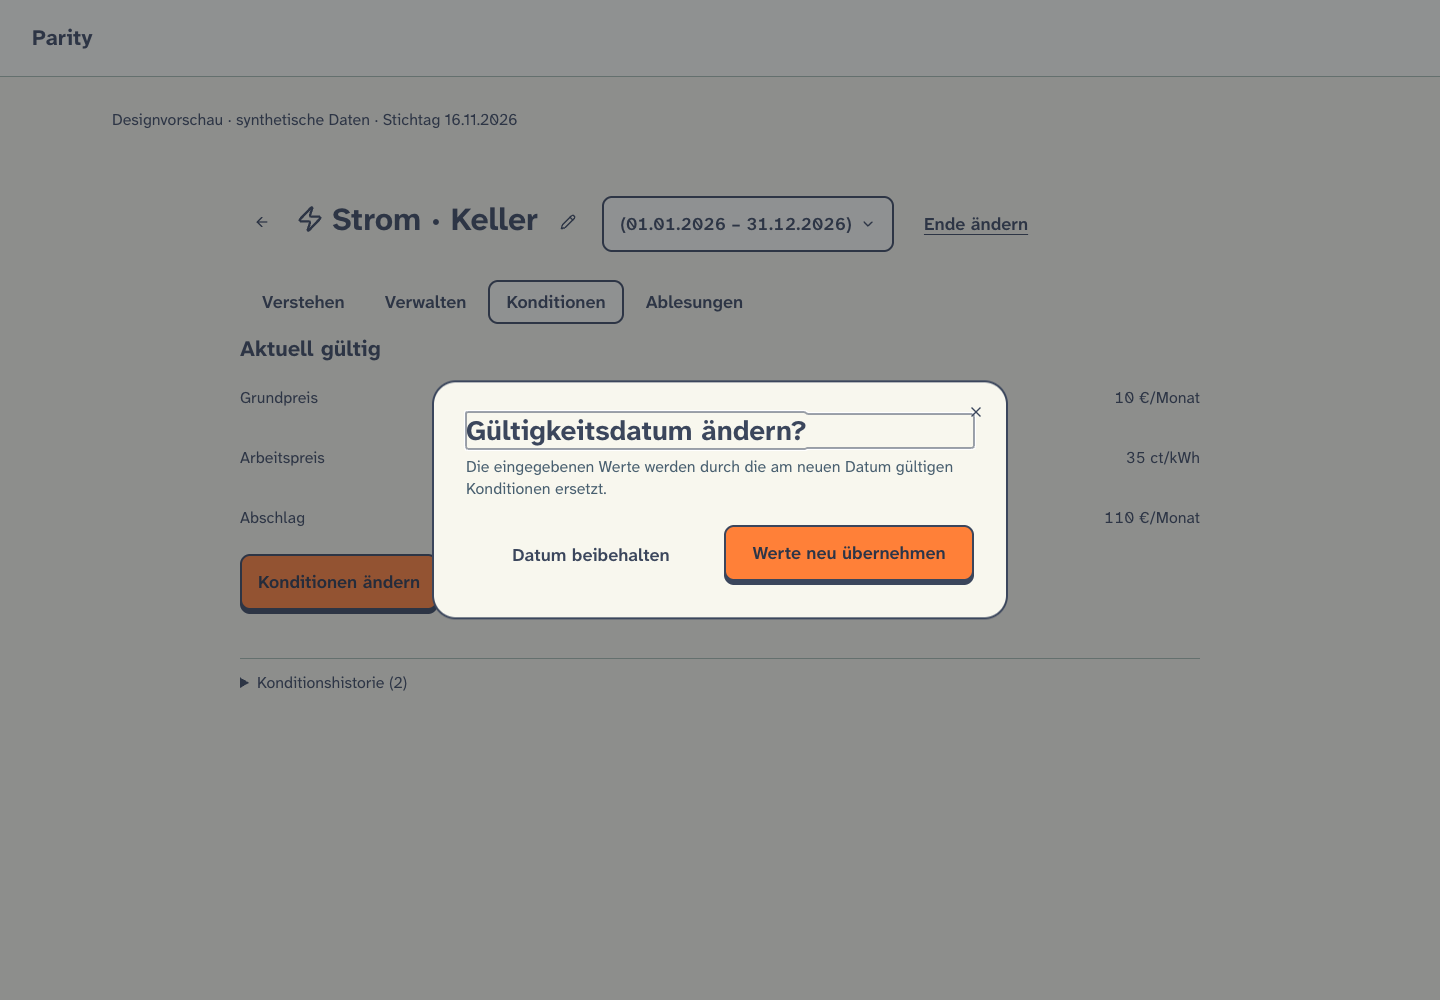 Parity
Designvorschau · synthetische Daten · Stichtag 16.11.2026
Strom · Keller
(01.01.2026 – 31.12.2026)
Ende ändern
Verstehen
Verwalten
Konditionen
Ablesungen
Aktuell gültig
Grundpreis
10 €/Monat
Arbeitspreis
35 ct/kWh
Abschlag
110 €/Monat
Konditionen ändern
Gültigkeitsdatum ändern?
Die eingegebenen Werte werden durch die am neuen Datum gültigen
Konditionen ersetzt.
Datum beibehalten
Werte neu übernehmen
Konditionshistorie (2)